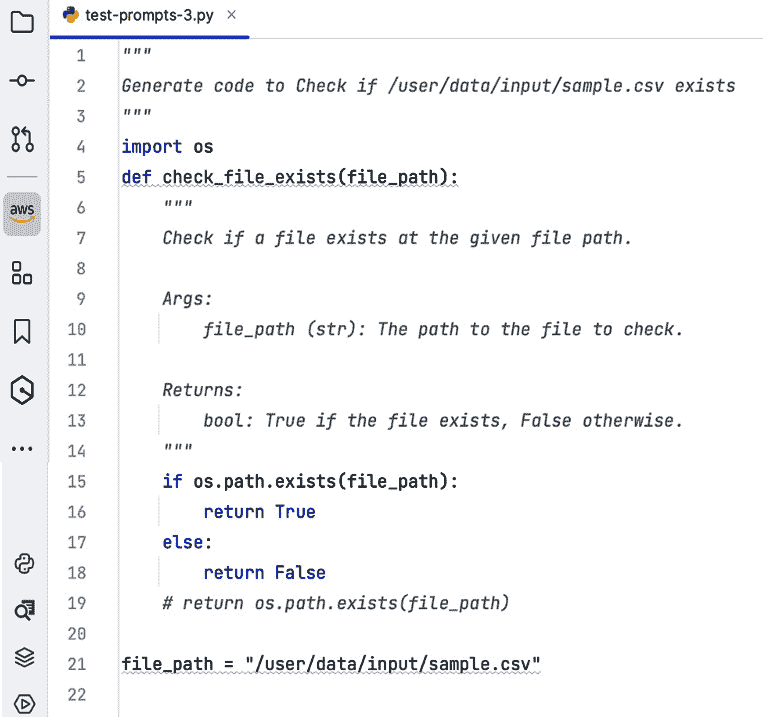 test-prompts-3.py
aws
1 """
2 Generate code to Check if /user/data/input/sample.csv exists
3 """
4 import os
5 def check_file_exists(file_path):
6     """
7     Check if a file exists at the given file path.
8
9     Args:
10         file_path (str): The path to the file to check.
11
12     Returns:
13         bool: True if the file exists, False otherwise.
14     """
15     if os.path.exists(file_path):
16         return True
17     else:
18         return False
19     # return os.path.exists(file_path)
20
21 file_path = "/user/data/input/sample.csv"
22